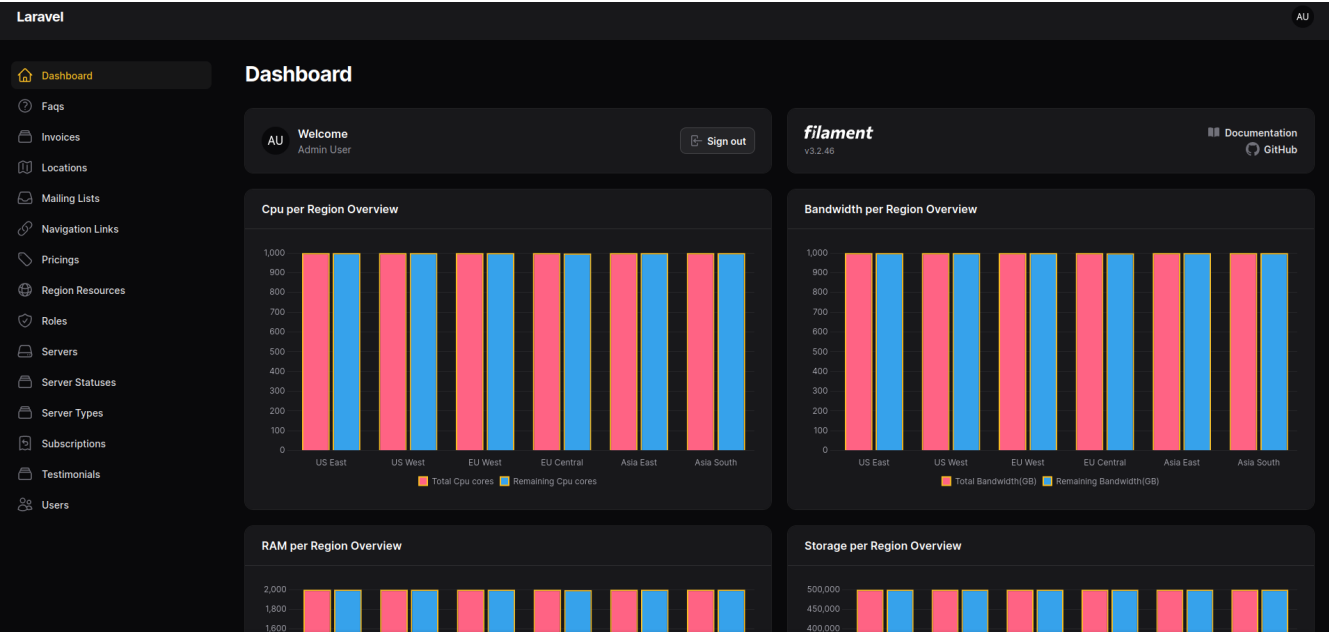 Laravel
AU
Dashboard
Faqs
Invoices
Locations
Mailing Lists
Navigation Links
Pricings
Region Resources
Roles
Servers
Server Statuses
Server Types
Subscriptions
Testimonials
Users
Dashboard
AU
Welcome
Admin User
Sign out
filament
v3.2.46
Documentation
GitHub
Cpu per Region Overview
1,000
900
800
700
600
500
400
300
200
100
0
US East US West EU West EU Central Asia East Asia South
Total Cpu cores Remaining Cpu cores
Bandwidth per Region Overview
1,000
900
800
700
600
500
400
300
200
100
0
US East US West EU West EU Central Asia East Asia South
Total Bandwidth(GB) Remaining Bandwidth(GB)
RAM per Region Overview
2,000
1,800
1,600
Storage per Region Overview
500,000
450,000
400,000